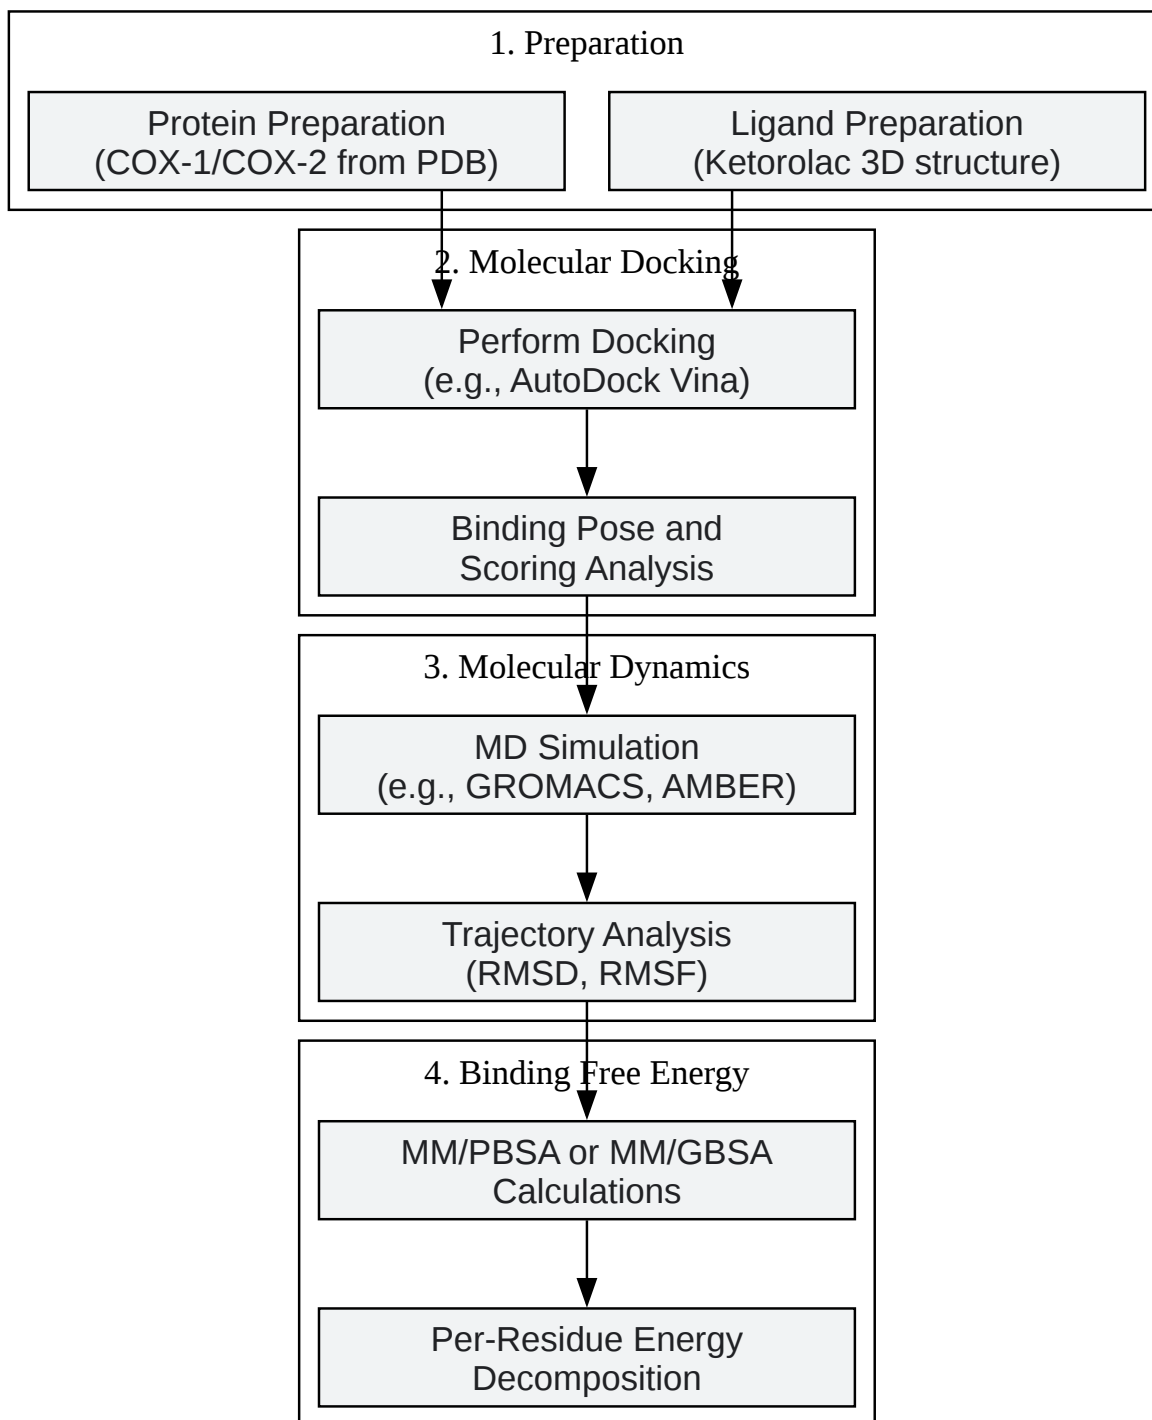 1. Preparation
Protein Preparation
(COX-1/COX-2 from PDB)
Ligand Preparation
(Ketorolac 3D structure)
2. Molecular Docking
Perform Docking
(e.g., AutoDock Vina)
Binding Pose and
Scoring Analysis
3. Molecular Dynamics
MD Simulation
(e.g., GROMACS, AMBER)
Trajectory Analysis
(RMSD, RMSF)
4. Binding Free Energy
MM/PBSA or MM/GBSA
Calculations
Per-Residue Energy
Decomposition